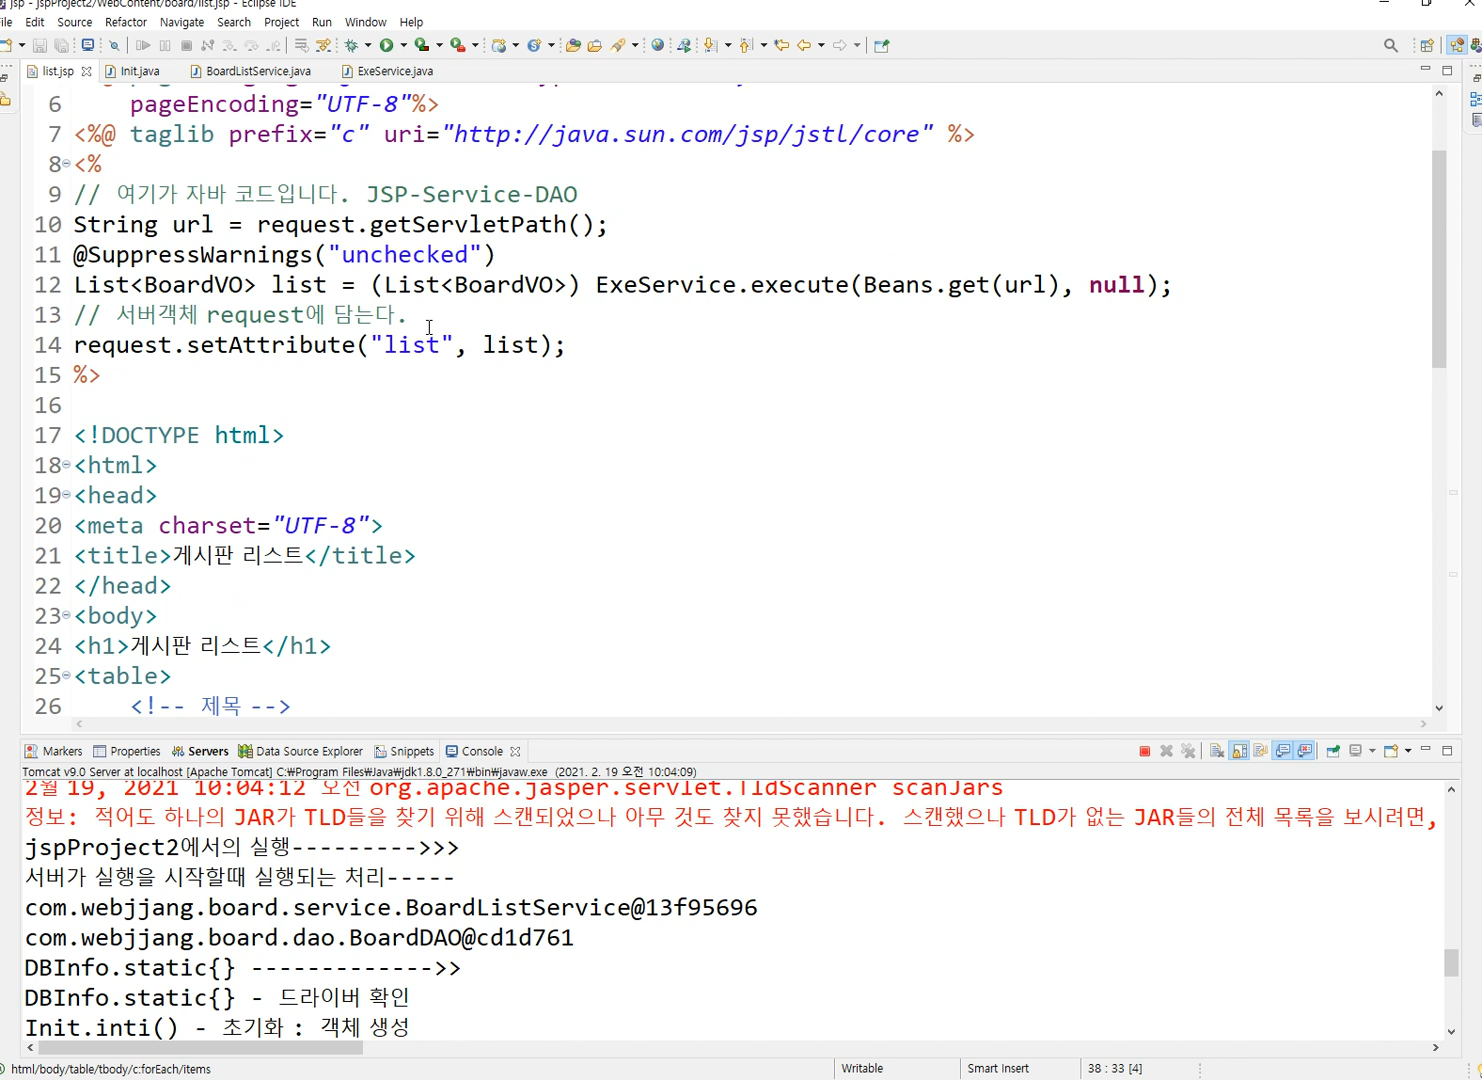 jsp - jspProject2/WebContent/board/list.jsp - Eclipse IDE
File Edit Source Refactor Navigate Search Project Run Window Help
list.jsp Init.java BoardListService.java ExeService.java
6 pageEncoding="UTF-8"%>
7 <%@ taglib prefix="c" uri="http://java.sun.com/jsp/jstl/core" %>
8 <%
9 // 여기가 자바 코드입니다. JSP-Service-DAO
10 String url = request.getServletPath();
11 @SuppressWarnings("unchecked")
12 List<BoardVO> list = (List<BoardVO>) ExeService.execute(Beans.get(url), null);
13 // 서버객체 request에 담는다.
14 request.setAttribute("list", list);
15 %>
16
17 <!DOCTYPE html>
18 <html>
19 <head>
20 <meta charset="UTF-8">
21 <title>게시판 리스트</title>
22 </head>
23 <body>
24 <h1>게시판 리스트</h1>
25 <table>
26 <!-- 제목 -->
Markers Properties Servers Data Source Explorer Snippets Console
Tomcat v9.0 Server at localhost [Apache Tomcat] C:₩Program Files₩Java₩jdk1.8.0_271₩bin₩javaw.exe (2021. 2. 19 오전 10:04:09)
2월 19, 2021 10:04:12 오전 org.apache.jasper.servlet.TldScanner scanJars
정보: 적어도 하나의 JAR가 TLD들을 찾기 위해 스캔되었으나 아무 것도 찾지 못했습니다. 스캔했으나 TLD가 없는 JAR들의 전체 목록을 보시려면,
jspProject2에서의 실행--------->>>
서버가 실행을 시작할때 실행되는 처리-----
com.webjjang.board.service.BoardListService@13f95696
com.webjjang.board.dao.BoardDAO@cd1d761
DBInfo.static{} ------------->>
DBInfo.static{} - 드라이버 확인
Init.inti() - 초기화 : 객체 생성
html/body/table/tbody/c:forEach/items Writable Smart Insert 38 : 33 [4]